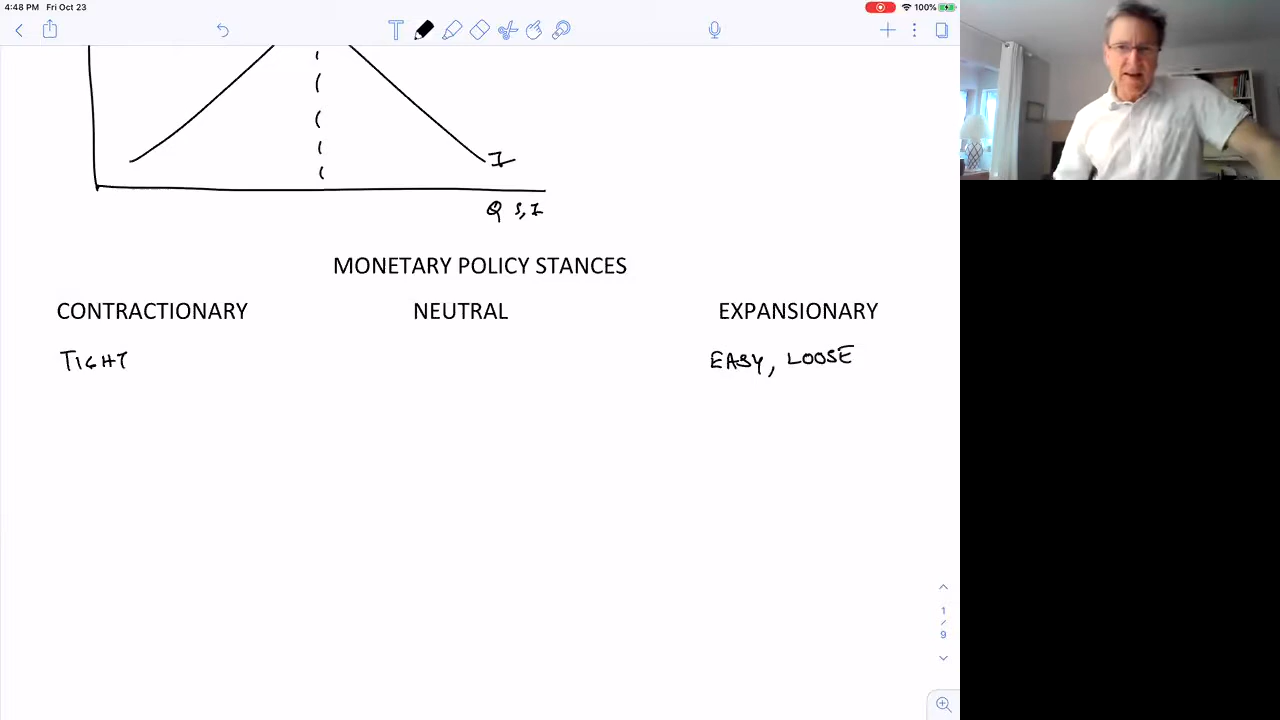 4:48 PM Fri Oct 23 100%
T
I
Q S, I
MONETARY POLICY STANCES
CONTRACTIONARY NEUTRAL EXPANSIONARY
TIGHT EASY, LOOSE
1
/
9